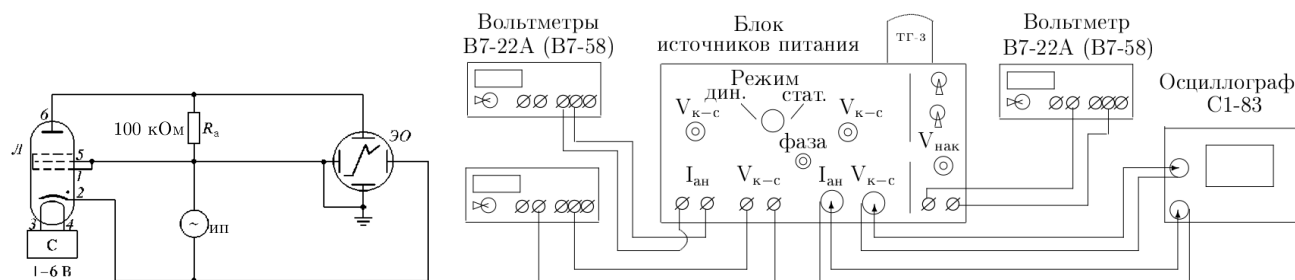 6
Л
100 кОм
R_а
ЭО
5
1
2
3
4
С
1–6 В
~
ип
Вольтметры
В7-22А (В7-58)
Блок
источников питания
ТГ-3
Вольтметр
В7-22А (В7-58)
Осциллограф
С1-83
Режим
дин.
стат.
V_к−с
V_к−с
фаза
V_нак
I_ан
V_к−с
I_ан
V_к−с